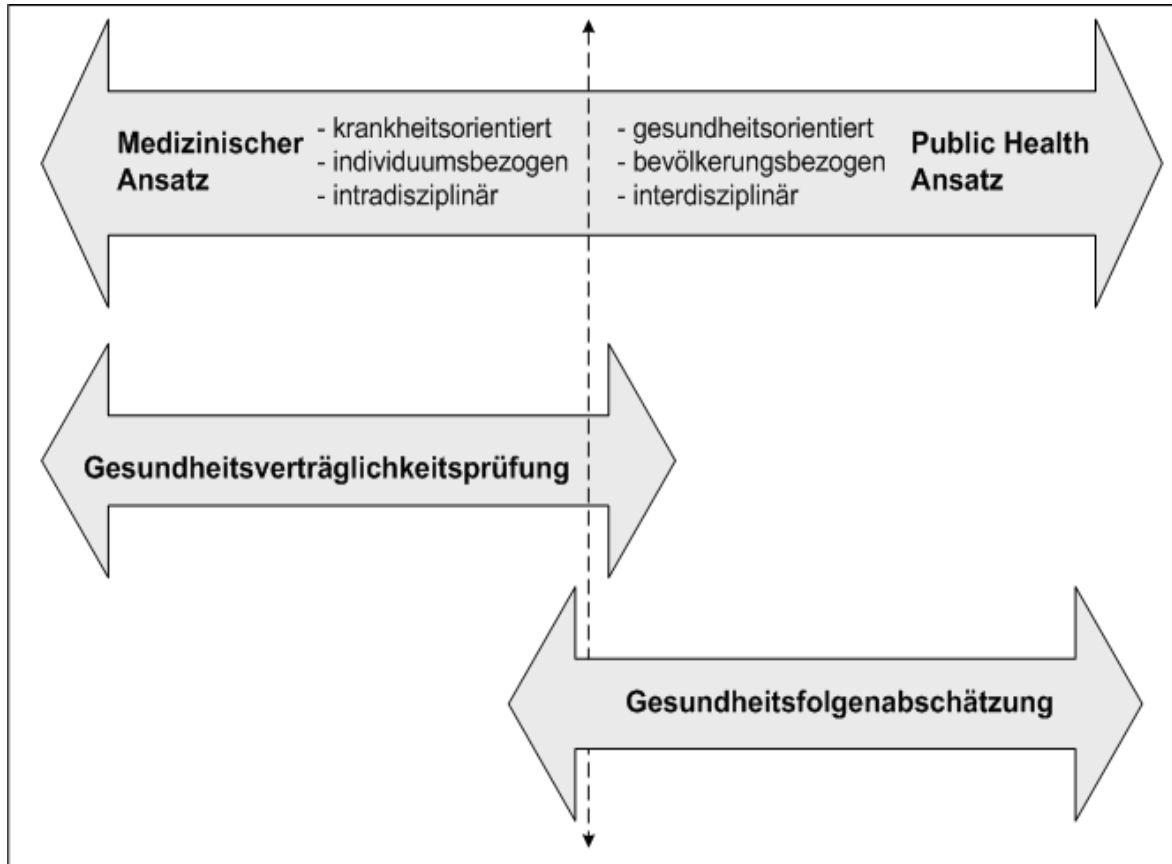 Medizinischer
Ansatz
- krankheitsorientiert
- individuumsbezogen
- intradisziplinär
- gesundheitsorientiert
- bevölkerungsbezogen
- interdisziplinär
Public Health
Ansatz
Gesundheitsverträglichkeitsprüfung
Gesundheitsfolgenabschätzung